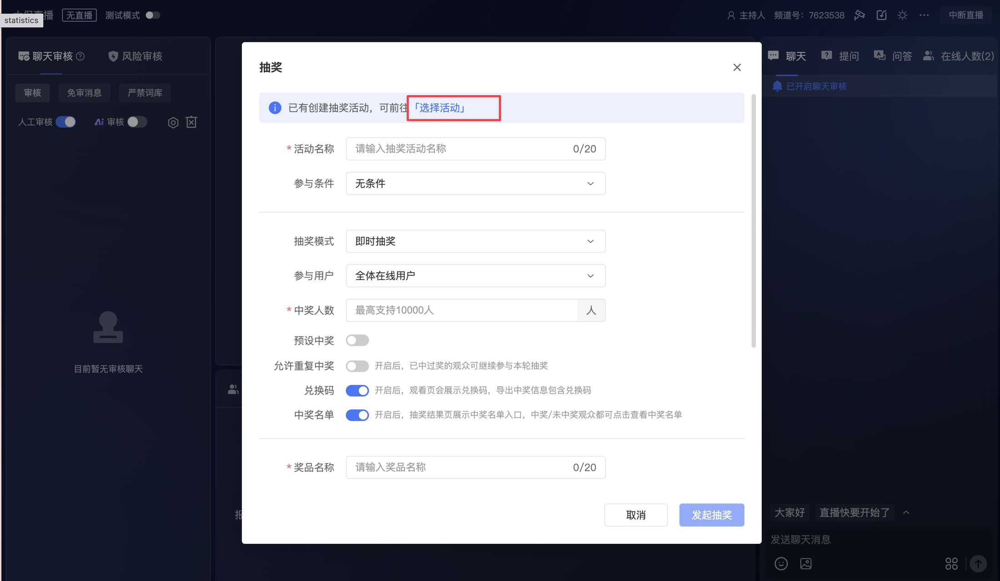 直播
statistics
无直播
测试模式
主持人
频道号：7623538
中断直播
聊天审核
风险审核
审核
免审消息
严禁词库
人工审核
Ai 审核
目前暂无审核聊天
抽奖
已有创建抽奖活动，可前往「选择活动」
* 活动名称
请输入抽奖活动名称
0/20
参与条件
无条件
抽奖模式
即时抽奖
参与用户
全体在线用户
* 中奖人数
最高支持10000人
人
预设中奖
允许重复中奖
开启后，已中过奖的观众可继续参与本轮抽奖
兑换码
开启后，观看页会展示兑换码，导出中奖信息包含兑换码
中奖名单
开启后，抽奖结果页展示中奖名单入口，中奖/未中奖观众都可点击查看中奖名单
* 奖品名称
请输入奖品名称
0/20
取消
发起抽奖
聊天
提问
问答
在线人数(2)
已开启聊天审核
大家好
直播快要开始了
发送聊天消息